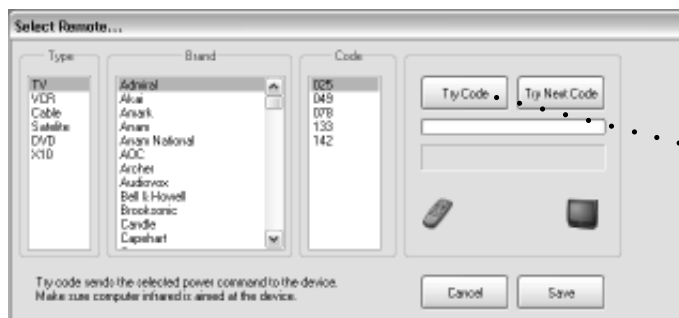 Select Remote...
Type
TV
VCR
Cable
Satellite
DVD
X10
Brand
Admiral
Akai
Amark
Anam
Anam National
AOC
Archer
Audiovox
Bell & Howell
Brooksonic
Candle
Capehart
Code
025
049
078
133
142
Try Code
Try Next Code
Try code sends the selected power command to the device.
Make sure computer infrared is aimed at the device.
Cancel
Save